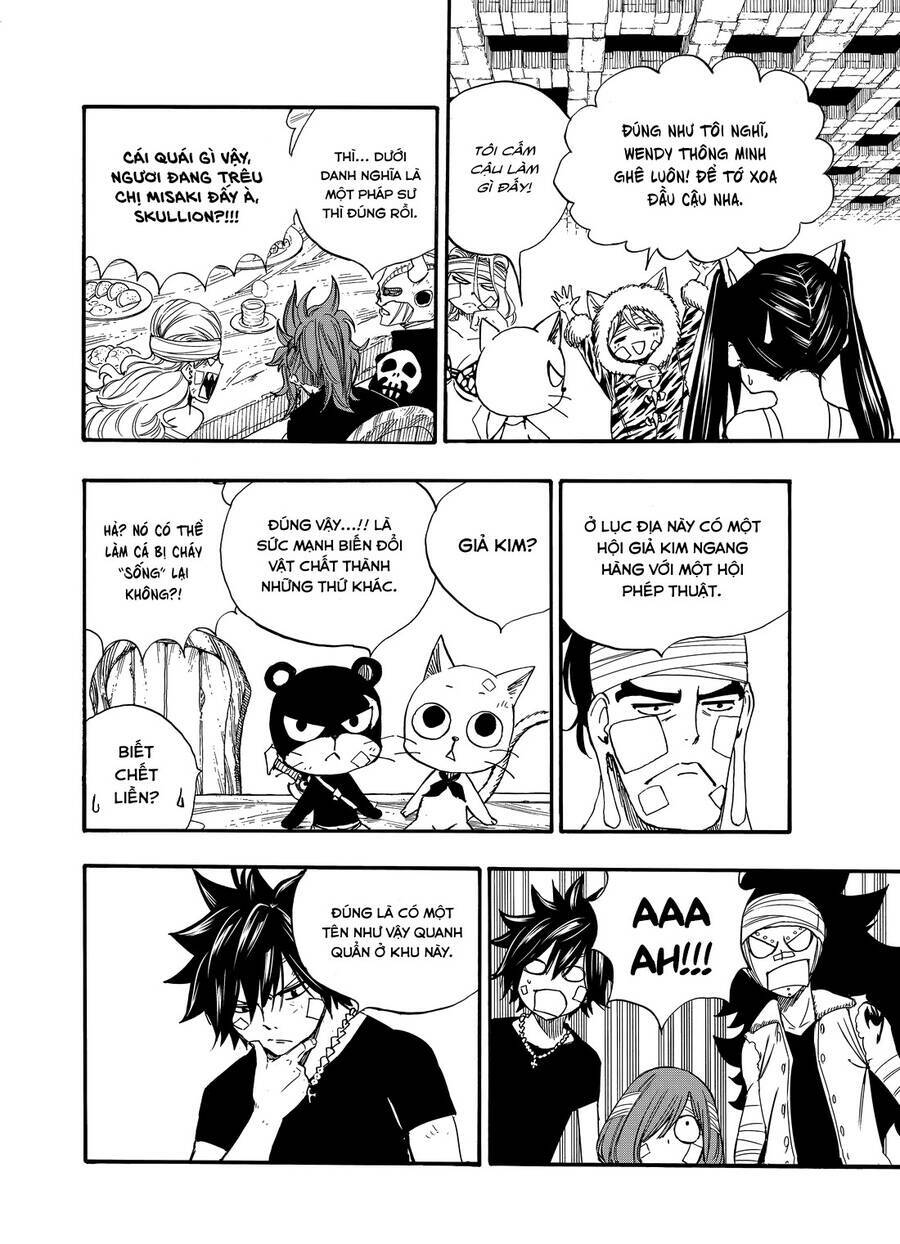 ĐÚNG NHƯ TÔI NGHĨ,
WENDY THÔNG MINH
GHÊ LUÔN! ĐỂ TỚ XOA
ĐẦU CẬU NHA.
TÔI CẤM
CẬU LÀM
GÌ ĐẤY!
THÌ... DƯỚI
DANH NGHĨA LÀ
MỘT PHÁP SƯ
THÌ ĐÚNG RỒI.
CÁI QUÁI GÌ VẬY,
NGƯƠI ĐANG TRÊU
CHỊ MISAKI ĐẤY À,
SKULLION?!!!
Ở LỤC ĐỊA NÀY CÓ MỘT
HỘI GIẢ KIM NGANG
HÀNG VỚI MỘT HỘI
PHÉP THUẬT.
GIẢ KIM?
ĐÚNG VẬY...!! LÀ
SỨC MẠNH BIẾN ĐỔI
VẬT CHẤT THÀNH
NHỮNG THỨ KHÁC.
HẢ? NÓ CÓ THỂ
LÀM CÁ BỊ CHÁY
"SỐNG" LẠI
KHÔNG?!
BIẾT
CHẾT
LIỀN?
AAA
AH!!!
ĐÚNG LÀ CÓ MỘT
TÊN NHƯ VẬY QUANH
QUẨN Ở KHU NÀY.